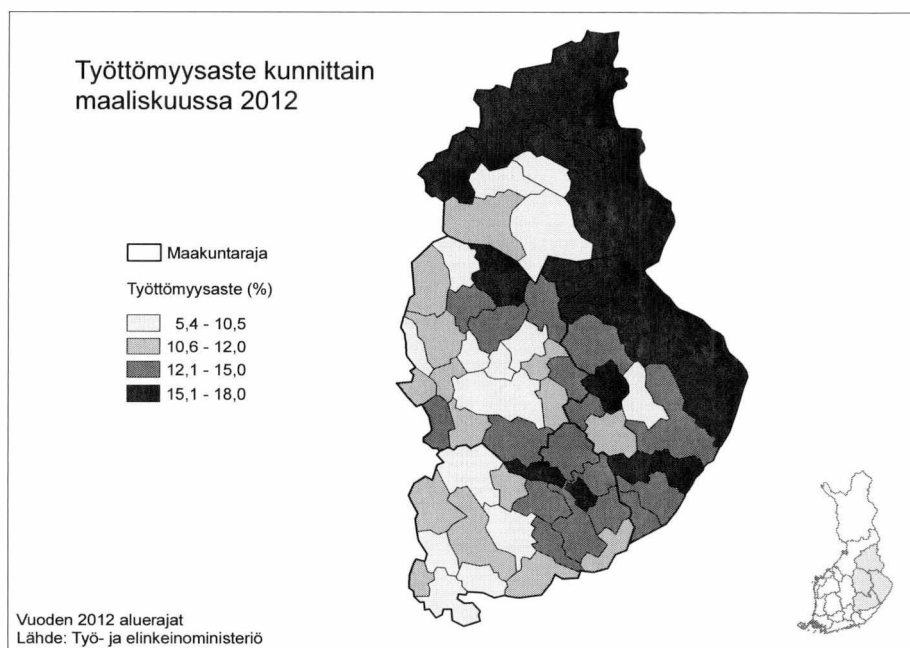 Työttömyysaste kunnittain
maaliskuussa 2012
Maakuntaraja
Työttömyysaste (%)
5,4 - 10,5
10,6 - 12,0
12,1 - 15,0
15,1 - 18,0
Vuoden 2012 aluerajat
Lähde: Työ- ja elinkeinoministeriö